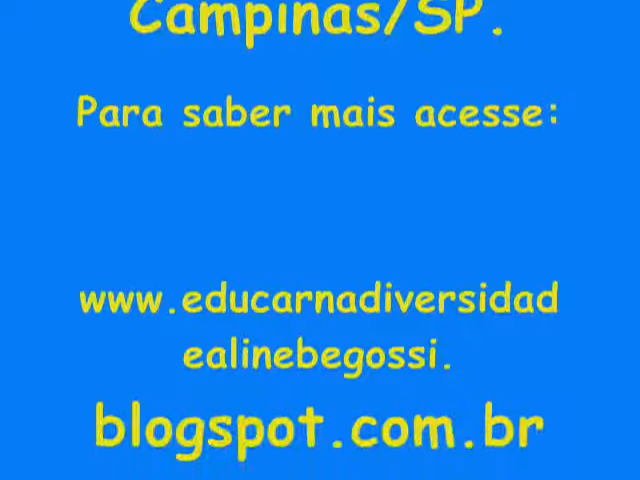 Campinas/SP.
Para saber mais acesse:
www.educarnadiversidad
ealinebegossi.
blogspot.com.br